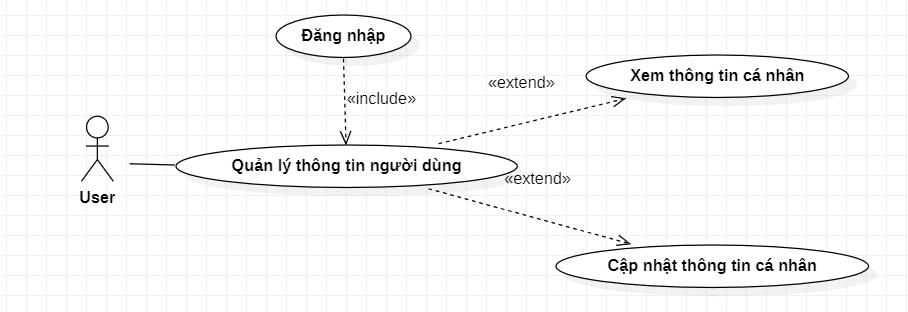 Đăng nhập
Xem thông tin cá nhân
«extend»
«include»
Quản lý thông tin người dùng
«extend»
User
Cập nhật thông tin cá nhân